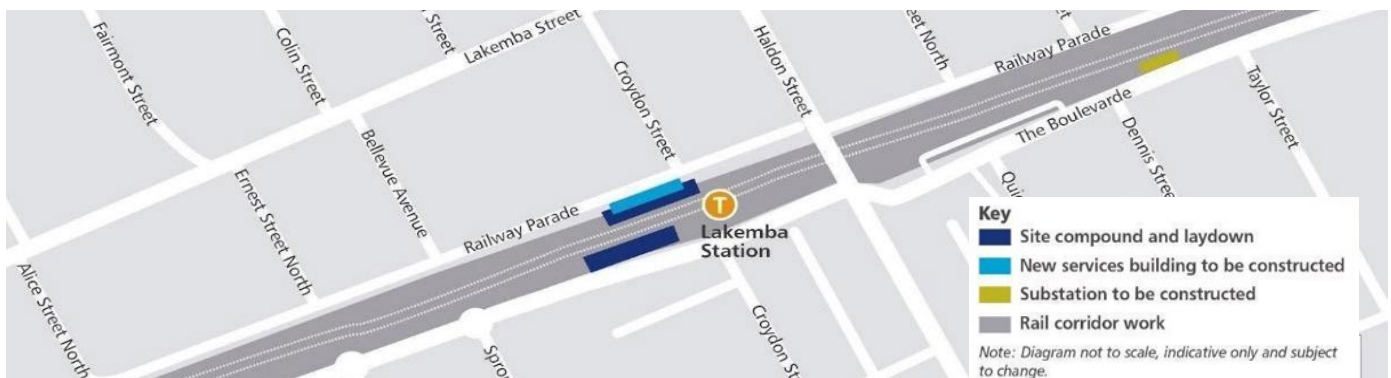 Fairmont Street
Colin Street
Lakemba Street
Croydon Street
Haldon Street
Street North
Railway Parade
The Boulevarde
Taylor Street
Dennis Stree
Bellevue Avenue
Ernest Street North
Railway Parade
T
Lakemba
Station
Alice Street North
Croydon St
Key
Site compound and laydown
New services building to be constructed
Substation to be constructed
Rail corridor work
Note: Diagram not to scale, indicative only and subject
to change.